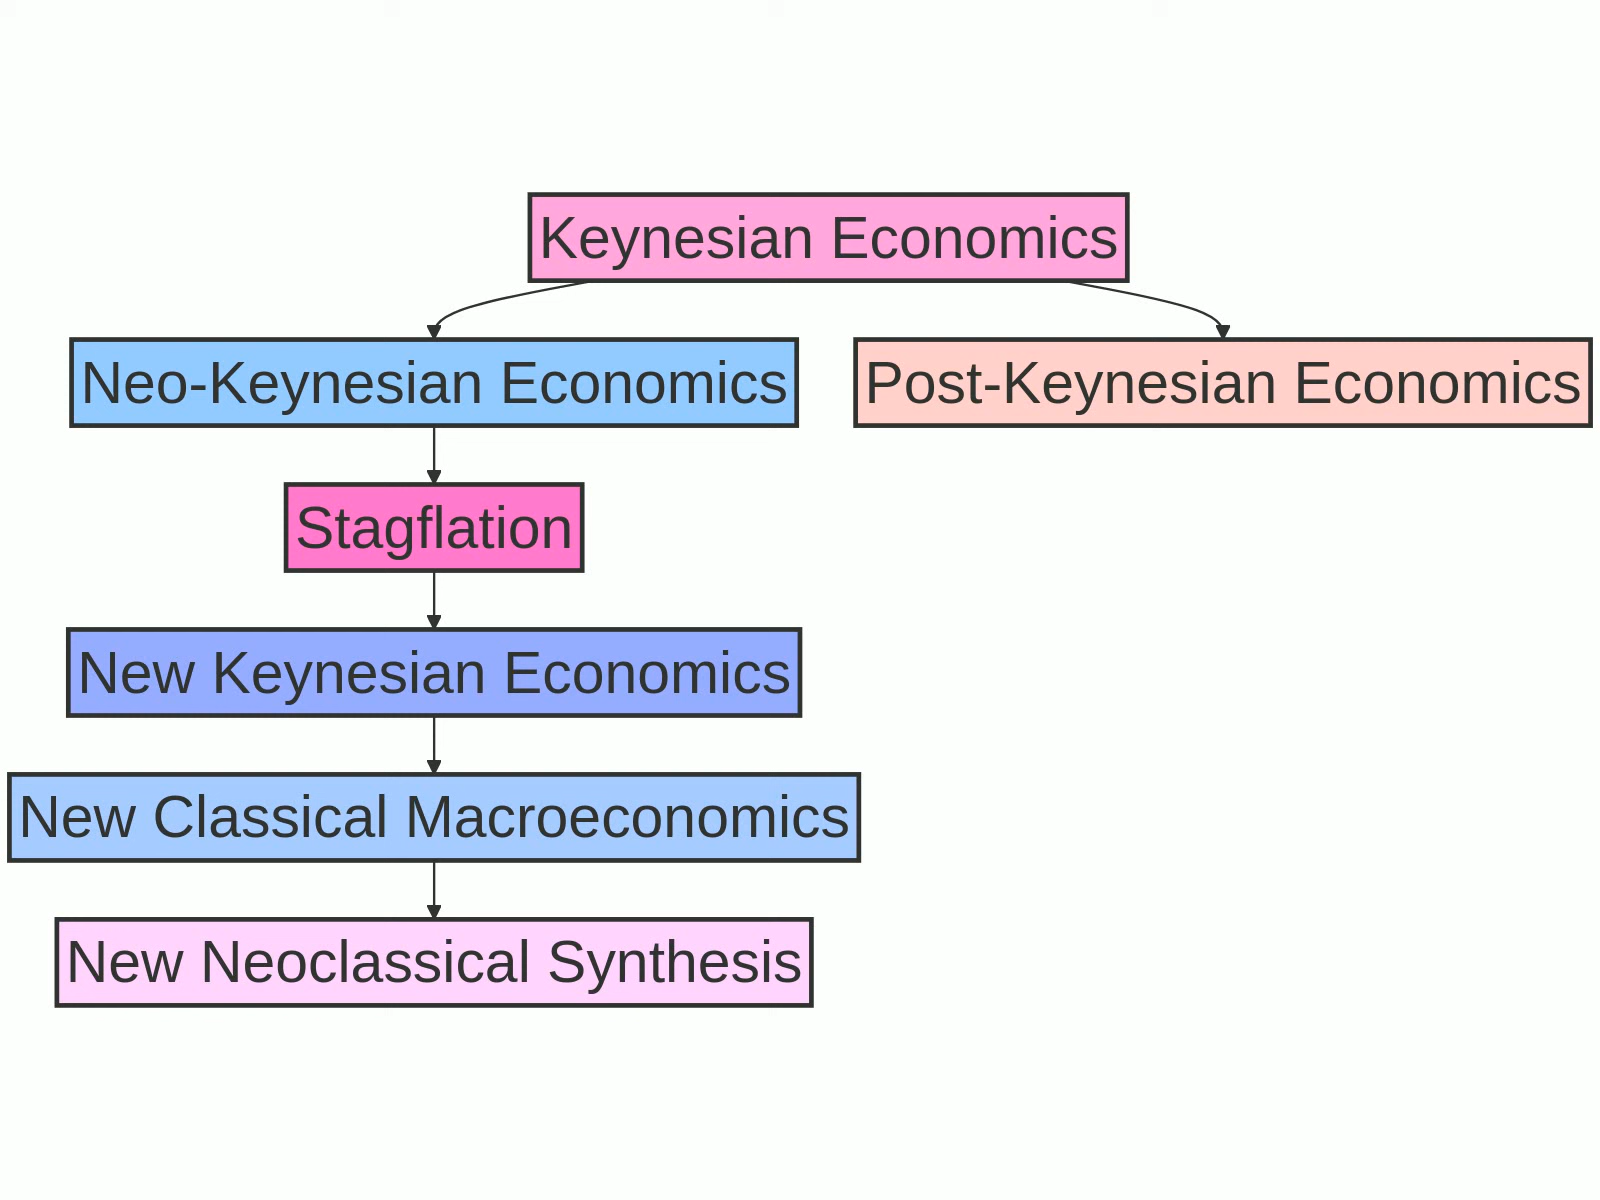 Keynesian Economics
Neo-Keynesian Economics
Post-Keynesian Economics
Stagflation
New Keynesian Economics
New Classical Macroeconomics
New Neoclassical Synthesis